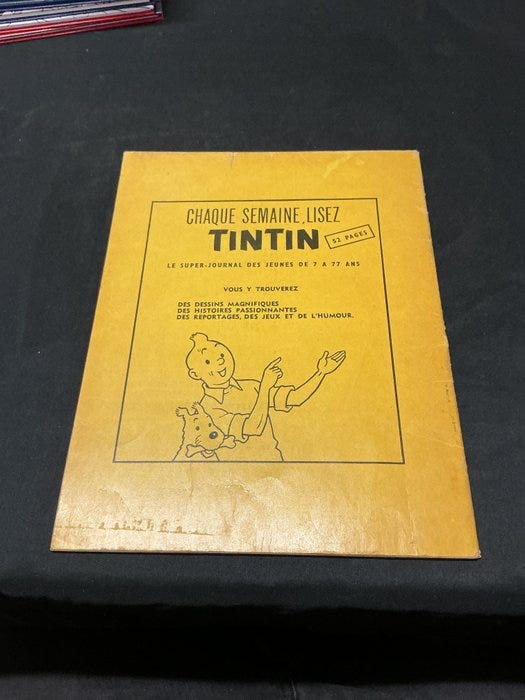 CHAQUE SEMAINE, LISEZ
TINTIN
52 PAGES
LE SUPER-JOURNAL DES JEUNES DE 7 A 77 ANS
VOUS Y TROUVEREZ
DES DESSINS MAGNIFIQUES
DES HISTOIRES PASSIONNANTES
DES REPORTAGES, DES JEUX ET DE L'HUMOUR.